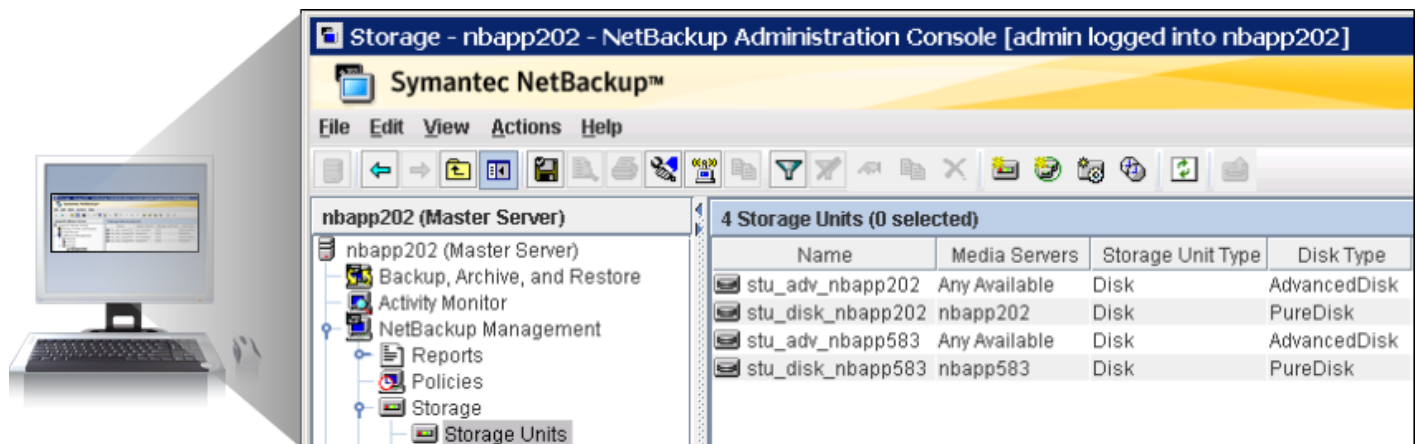 Storage - nbapp202 - NetBackup Administration Console [admin logged into nbapp202]
Symantec NetBackup™
File Edit View Actions Help
nbapp202 (Master Server)
4 Storage Units (0 selected)
nbapp202 (Master Server)
Backup, Archive, and Restore
Activity Monitor
NetBackup Management
Reports
Policies
Storage
Storage Units
Name Media Servers Storage Unit Type Disk Type
stu_adv_nbapp202 Any Available Disk AdvancedDisk
stu_disk_nbapp202 nbapp202 Disk PureDisk
stu_adv_nbapp583 Any Available Disk AdvancedDisk
stu_disk_nbapp583 nbapp583 Disk PureDisk